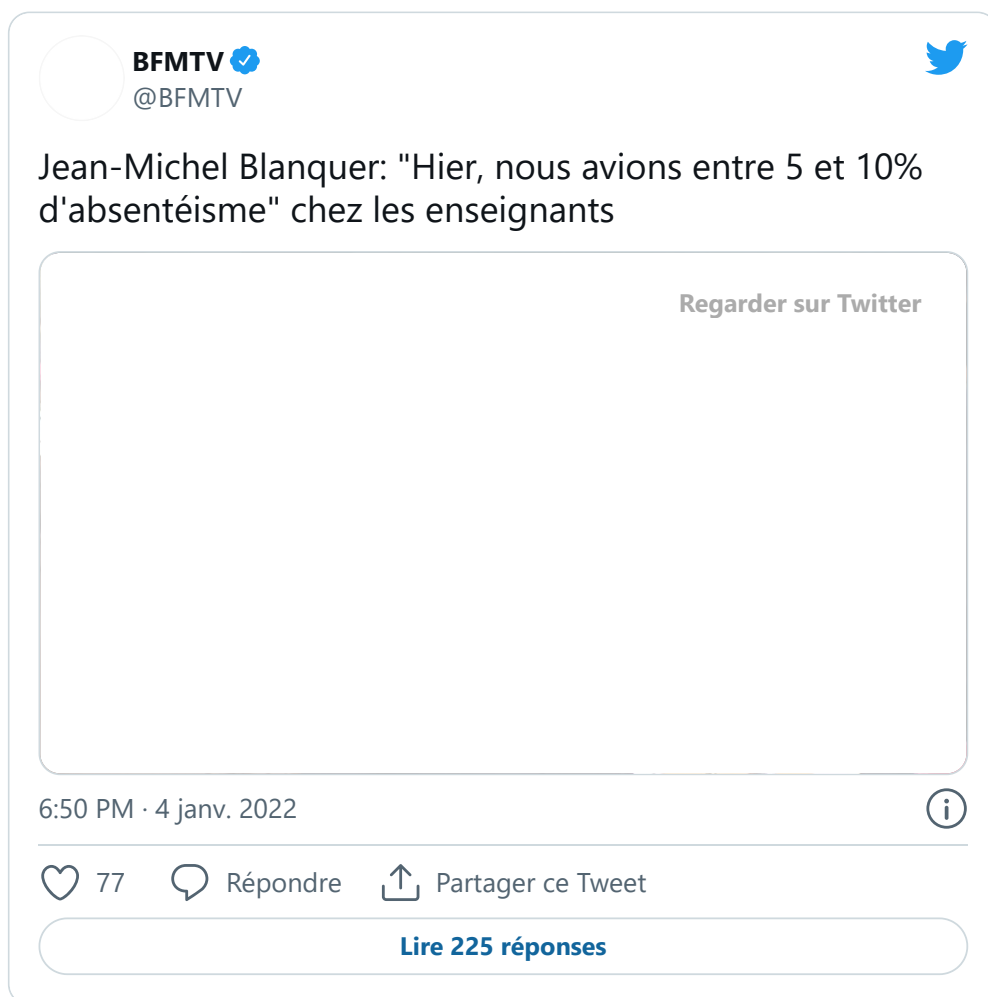 BFMTV
@BFMTV
Jean-Michel Blanquer: "Hier, nous avions entre 5 et 10%
d'absentéisme" chez les enseignants
Regarder sur Twitter
6:50 PM · 4 janv. 2022
77 Répondre Partager ce Tweet
Lire 225 réponses